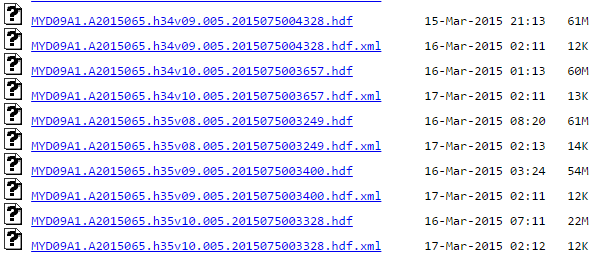 MYD09A1.A2015065.h34v09.005.2015075004328.hdf 15-Mar-2015 21:13 61M
MYD09A1.A2015065.h34v09.005.2015075004328.hdf.xml 16-Mar-2015 02:11 12K
MYD09A1.A2015065.h34v10.005.2015075003657.hdf 16-Mar-2015 01:13 60M
MYD09A1.A2015065.h34v10.005.2015075003657.hdf.xml 17-Mar-2015 02:11 13K
MYD09A1.A2015065.h35v08.005.2015075003249.hdf 16-Mar-2015 08:20 61M
MYD09A1.A2015065.h35v08.005.2015075003249.hdf.xml 17-Mar-2015 02:13 14K
MYD09A1.A2015065.h35v09.005.2015075003400.hdf 16-Mar-2015 03:24 54M
MYD09A1.A2015065.h35v09.005.2015075003400.hdf.xml 17-Mar-2015 02:11 12K
MYD09A1.A2015065.h35v10.005.2015075003328.hdf 16-Mar-2015 07:11 22M
MYD09A1.A2015065.h35v10.005.2015075003328.hdf.xml 17-Mar-2015 02:12 12K